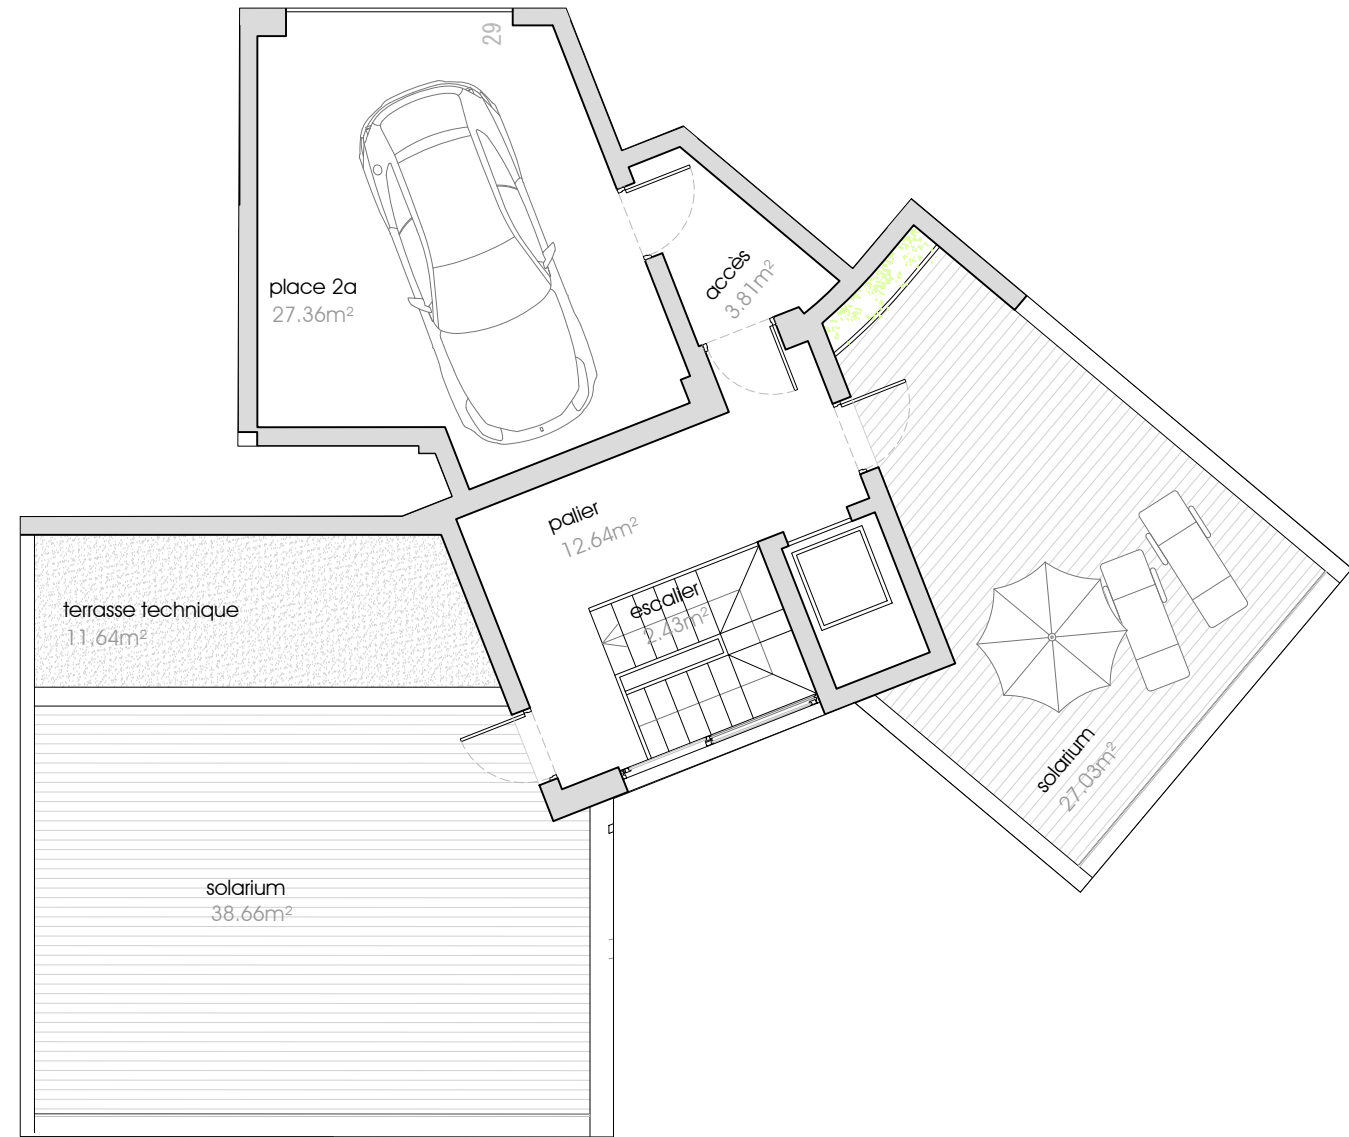 29
place 2a
27.36m²
accès
3.81m²
palier
12.64m²
escalier
2.43m²
terrasse technique
11.64m²
solarium
27.03m²
solarium
38.66m²